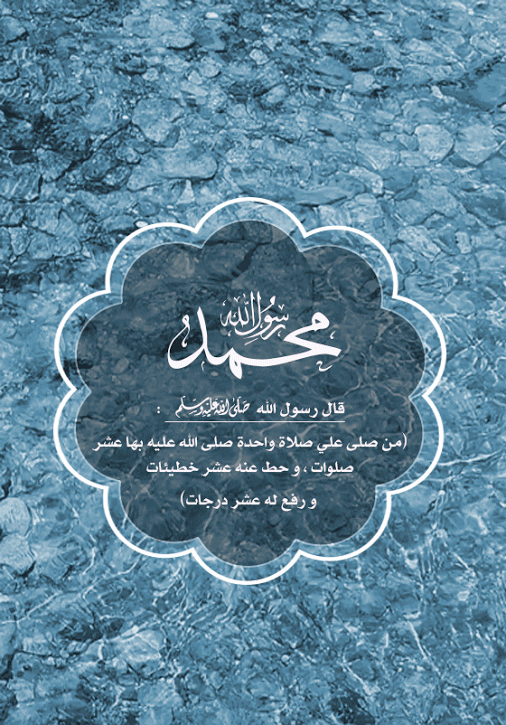 محمد رسول الله
قال رسول الله صلى الله عليه وسلم :
(من صلى علي صلاة واحدة صلى الله عليه بها عشر
صلوات ، و حط عنه عشر خطيئات
و رفع له عشر درجات)